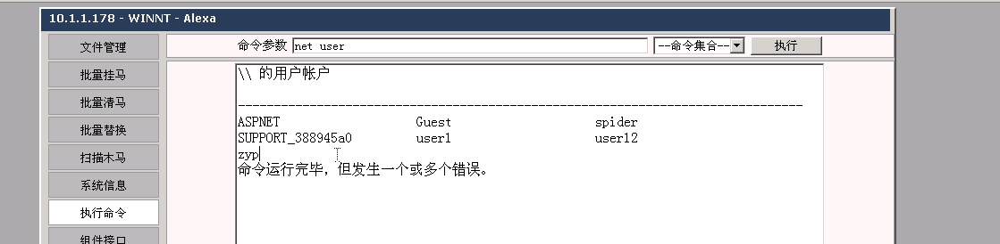 10.1.1.178 - WINNT - Alexa
文件管理
批量挂马
批量清马
批量替换
扫描木马
系统信息
执行命令
组件接口
命令参数 net user --命令集合-- 执行
\\ 的用户帐户
-------------------------------------------------------------------------------
ASPNET Guest spider
SUPPORT_388945a0 user1 user12
zyp
命令运行完毕，但发生一个或多个错误。